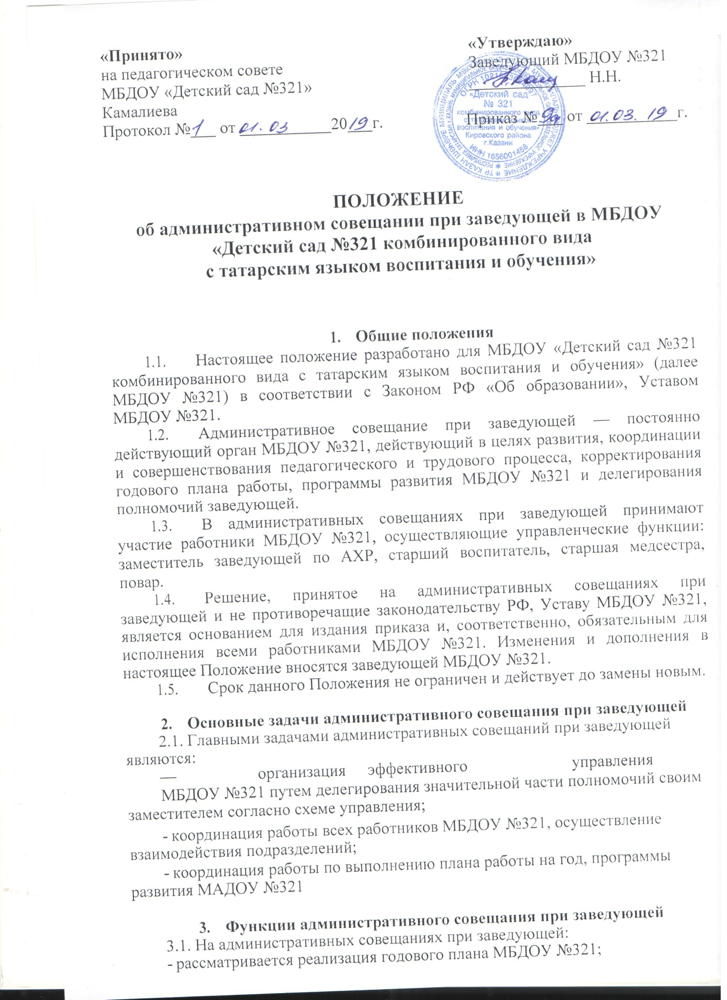 «Принято»
на педагогическом совете
МБДОУ «Детский сад №321»
Камалиева
Протокол №1 от 01.03 2019г.
«Утверждаю»
Заведующий МБДОУ №321
Н.Н.
Приказ № 9а от 01.03.19 г.
«Детский сад
№ 321
комбинированного вида
с татарским языком
воспитания и обучения»
Кировского района
г.Казани
ИНН 1656001458
ПОЛОЖЕНИЕ
об административном совещании при заведующей в МБДОУ
«Детский сад №321 комбинированного вида
с татарским языком воспитания и обучения»
1. Общие положения
1.1. Настоящее положение разработано для МБДОУ «Детский сад №321
комбинированного вида с татарским языком воспитания и обучения» (далее
МБДОУ №321) в соответствии с Законом РФ «Об образовании», Уставом
МБДОУ №321.
1.2. Административное совещание при заведующей — постоянно
действующий орган МБДОУ №321, действующий в целях развития, координации
и совершенствования педагогического и трудового процесса, корректирования
годового плана работы, программы развития МБДОУ №321 и делегирования
полномочий заведующей.
1.3. В административных совещаниях при заведующей принимают
участие работники МБДОУ №321, осуществляющие управленческие функции:
заместитель заведующей по АХР, старший воспитатель, старшая медсестра,
повар.
1.4. Решение, принятое на административных совещаниях при
заведующей и не противоречащие законодательству РФ, Уставу МБДОУ №321,
является основанием для издания приказа и, соответственно, обязательным для
исполнения всеми работниками МБДОУ №321. Изменения и дополнения в
настоящее Положение вносятся заведующей МБДОУ №321.
1.5. Срок данного Положения не ограничен и действует до замены новым.
2. Основные задачи административного совещания при заведующей
2.1. Главными задачами административных совещаний при заведующей
являются:
— организация эффективного управления
МБДОУ №321 путем делегирования значительной части полномочий своим
заместителем согласно схеме управления;
- координация работы всех работников МБДОУ №321, осуществление
взаимодействия подразделений;
- координация работы по выполнению плана работы на год, программы
развития МАДОУ №321
3. Функции административного совещания при заведующей
3.1. На административных совещаниях при заведующей:
- рассматривается реализация годового плана МБДОУ №321;